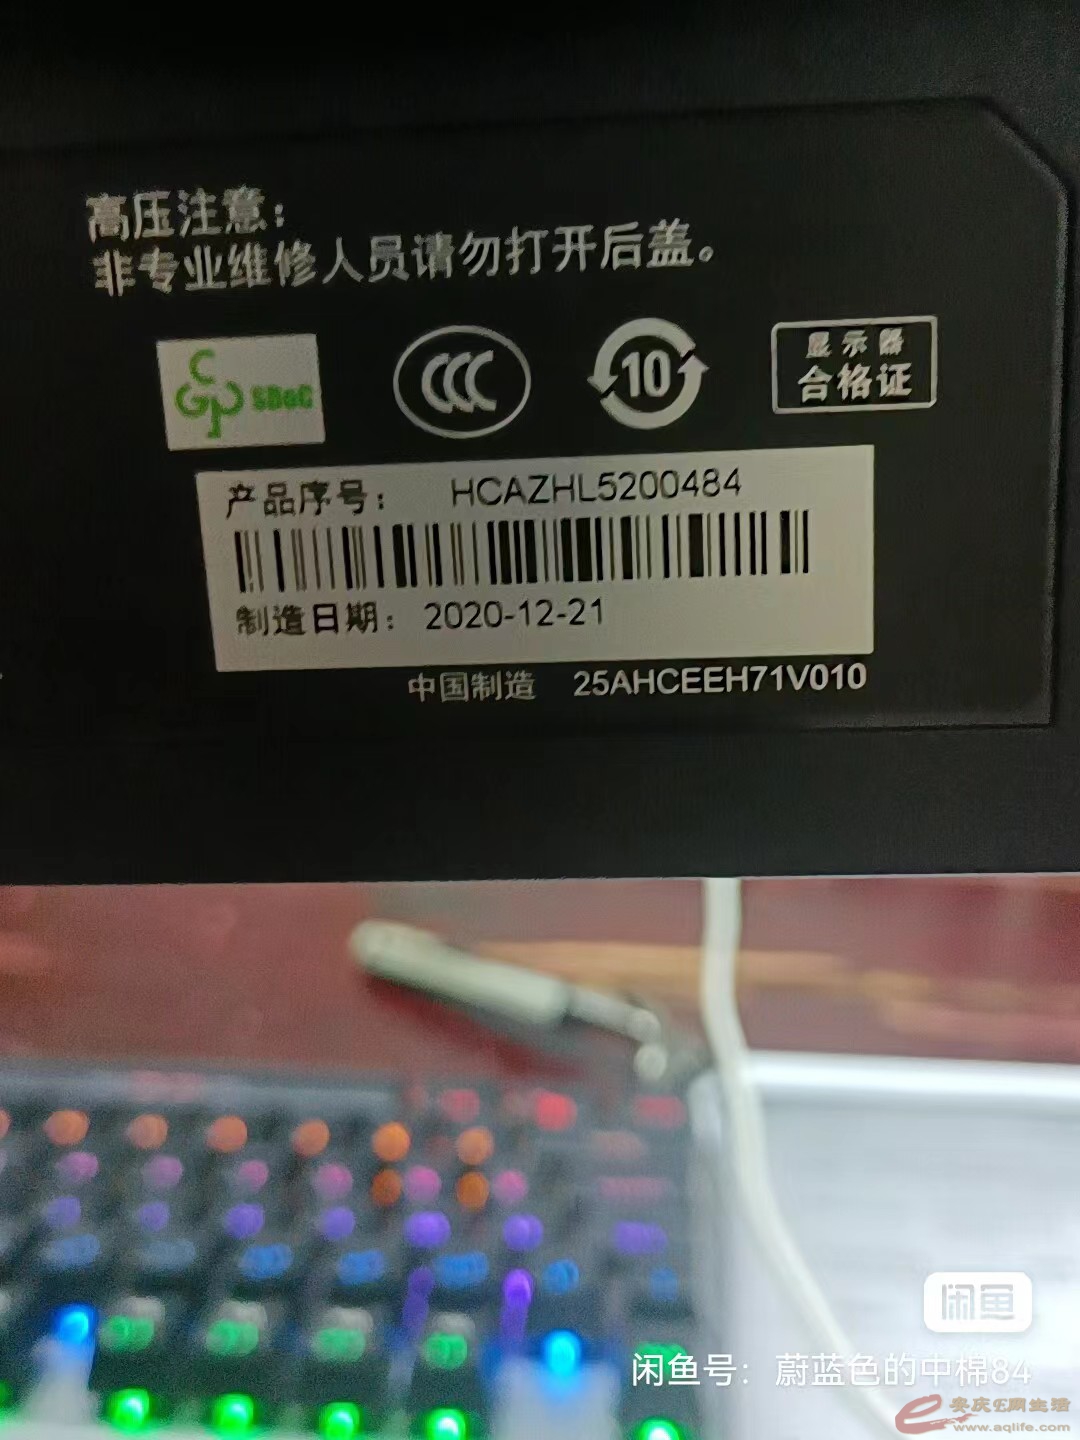 高压注意：
非专业维修人员请勿打开后盖。
CGP SDoC
CCC
10
显示器
合格证
产品序号： HCAZHL5200484
制造日期： 2020-12-21
中国制造 25AHCEEH71V010
闲鱼
闲鱼号：蔚蓝色的中棉84
安庆E网生活
www.aqlife.com